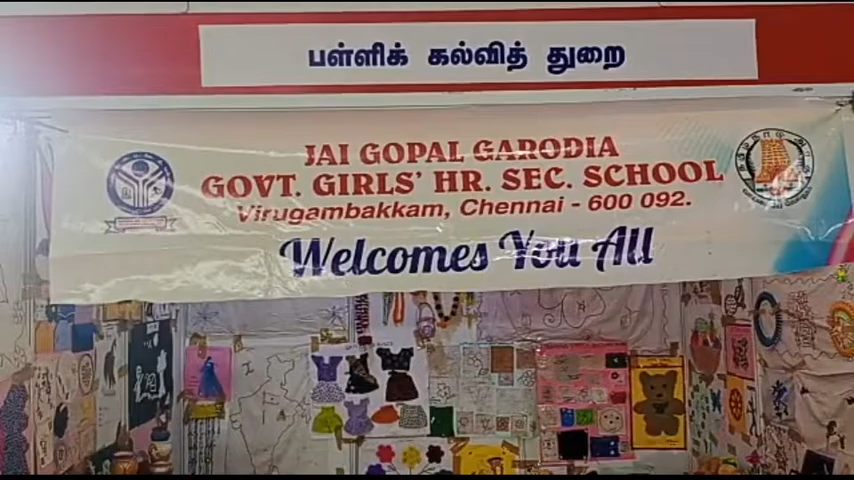 பள்ளிக் கல்வித் துறை
JAI GOPAL GARODIA
GOVT. GIRLS' HR. SEC. SCHOOL
Virugambakkam, Chennai - 600 092.
Welcomes You All